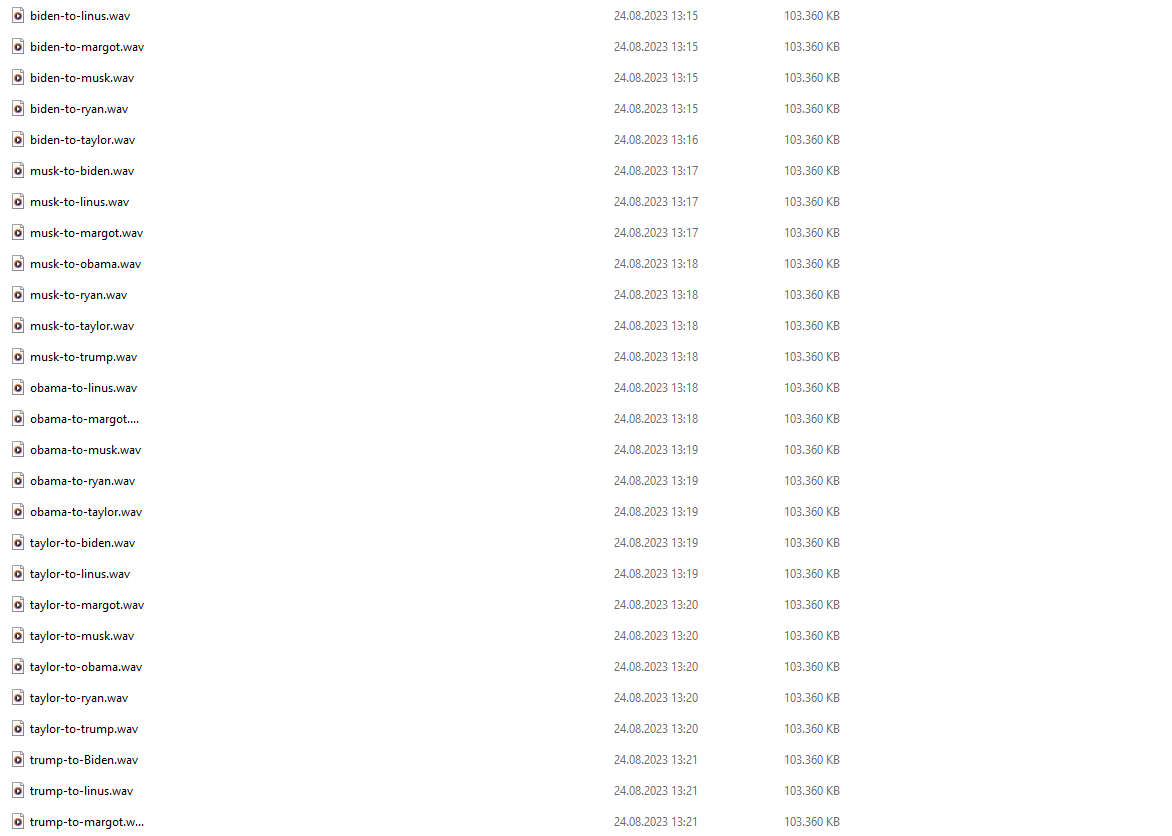 biden-to-linus.wav 24.08.2023 13:15 103.360 KB
biden-to-margot.wav 24.08.2023 13:15 103.360 KB
biden-to-musk.wav 24.08.2023 13:15 103.360 KB
biden-to-ryan.wav 24.08.2023 13:15 103.360 KB
biden-to-taylor.wav 24.08.2023 13:16 103.360 KB
musk-to-biden.wav 24.08.2023 13:17 103.360 KB
musk-to-linus.wav 24.08.2023 13:17 103.360 KB
musk-to-margot.wav 24.08.2023 13:17 103.360 KB
musk-to-obama.wav 24.08.2023 13:18 103.360 KB
musk-to-ryan.wav 24.08.2023 13:18 103.360 KB
musk-to-taylor.wav 24.08.2023 13:18 103.360 KB
musk-to-trump.wav 24.08.2023 13:18 103.360 KB
obama-to-linus.wav 24.08.2023 13:18 103.360 KB
obama-to-margot.... 24.08.2023 13:18 103.360 KB
obama-to-musk.wav 24.08.2023 13:19 103.360 KB
obama-to-ryan.wav 24.08.2023 13:19 103.360 KB
obama-to-taylor.wav 24.08.2023 13:19 103.360 KB
taylor-to-biden.wav 24.08.2023 13:19 103.360 KB
taylor-to-linus.wav 24.08.2023 13:19 103.360 KB
taylor-to-margot.wav 24.08.2023 13:20 103.360 KB
taylor-to-musk.wav 24.08.2023 13:20 103.360 KB
taylor-to-obama.wav 24.08.2023 13:20 103.360 KB
taylor-to-ryan.wav 24.08.2023 13:20 103.360 KB
taylor-to-trump.wav 24.08.2023 13:20 103.360 KB
trump-to-Biden.wav 24.08.2023 13:21 103.360 KB
trump-to-linus.wav 24.08.2023 13:21 103.360 KB
trump-to-margot.w... 24.08.2023 13:21 103.360 KB